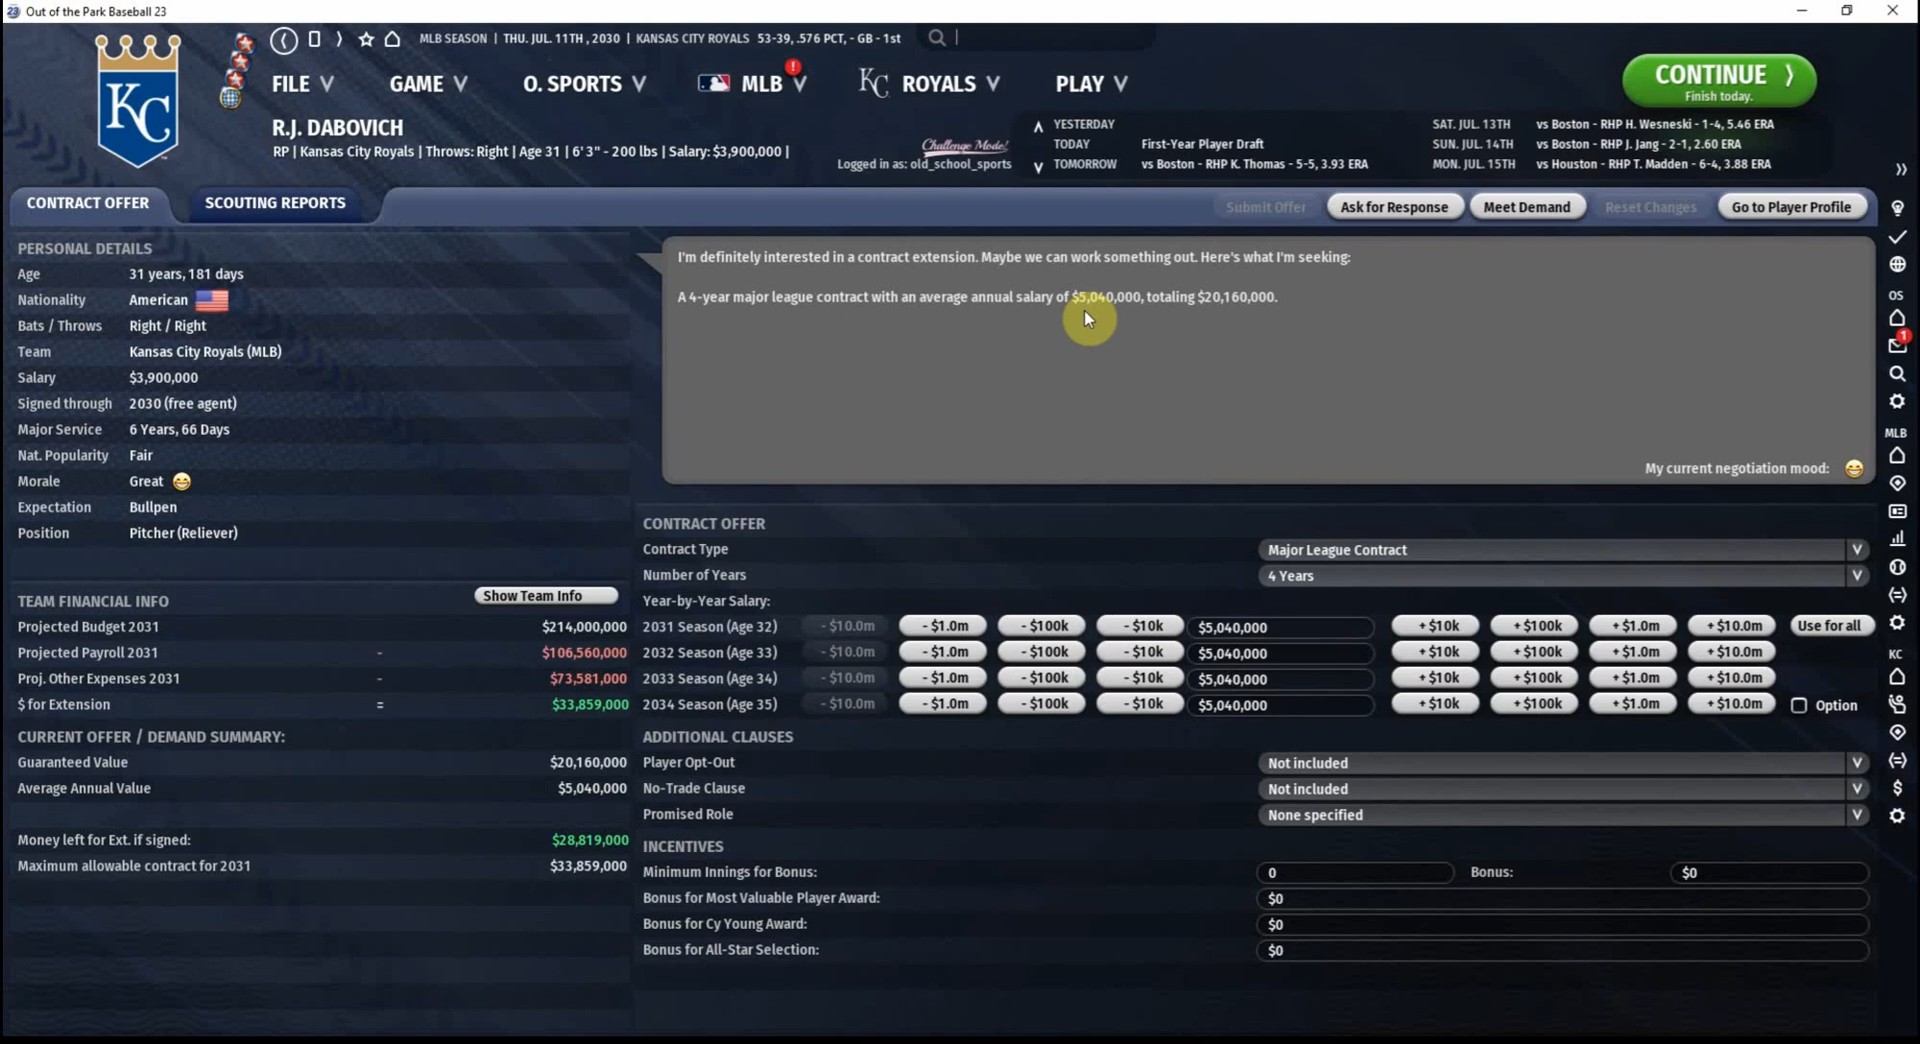 23 Out of the Park Baseball 23
MLB SEASON | THU. JUL. 11TH, 2030 | KANSAS CITY ROYALS 53-39, .576 PCT, - GB - 1st
FILE GAME O. SPORTS MLB ! KC ROYALS PLAY
CONTINUE
Finish today.
KC
R.J. DABOVICH
RP | Kansas City Royals | Throws: Right | Age 31 | 6' 3" - 200 lbs | Salary: $3,900,000 |
Challenge Mode!
Logged in as: old_school_sports
YESTERDAY
TODAY First-Year Player Draft
TOMORROW vs Boston - RHP K. Thomas - 5-5, 3.93 ERA
SAT. JUL. 13TH vs Boston - RHP H. Wesneski - 1-4, 5.46 ERA
SUN. JUL. 14TH vs Boston - RHP J. Jang - 2-1, 2.60 ERA
MON. JUL. 15TH vs Houston - RHP T. Madden - 6-4, 3.88 ERA
CONTRACT OFFER SCOUTING REPORTS
Submit Offer Ask for Response Meet Demand Reset Changes Go to Player Profile
PERSONAL DETAILS
Age 31 years, 181 days
Nationality American
Bats / Throws Right / Right
Team Kansas City Royals (MLB)
Salary $3,900,000
Signed through 2030 (free agent)
Major Service 6 Years, 66 Days
Nat. Popularity Fair
Morale Great
Expectation Bullpen
Position Pitcher (Reliever)
I'm definitely interested in a contract extension. Maybe we can work something out. Here's what I'm seeking:
A 4-year major league contract with an average annual salary of $5,040,000, totaling $20,160,000.
My current negotiation mood:
TEAM FINANCIAL INFO Show Team Info
Projected Budget 2031 $214,000,000
Projected Payroll 2031 - $106,560,000
Proj. Other Expenses 2031 - $73,581,000
$ for Extension = $33,859,000
CURRENT OFFER / DEMAND SUMMARY:
Guaranteed Value $20,160,000
Average Annual Value $5,040,000
Money left for Ext. if signed: $28,819,000
Maximum allowable contract for 2031 $33,859,000
CONTRACT OFFER
Contract Type Major League Contract
Number of Years 4 Years
Year-by-Year Salary:
2031 Season (Age 32) - $10.0m - $1.0m - $100k - $10k $5,040,000 + $10k + $100k + $1.0m + $10.0m Use for all
2032 Season (Age 33) - $10.0m - $1.0m - $100k - $10k $5,040,000 + $10k + $100k + $1.0m + $10.0m
2033 Season (Age 34) - $10.0m - $1.0m - $100k - $10k $5,040,000 + $10k + $100k + $1.0m + $10.0m
2034 Season (Age 35) - $10.0m - $1.0m - $100k - $10k $5,040,000 + $10k + $100k + $1.0m + $10.0m Option
ADDITIONAL CLAUSES
Player Opt-Out Not included
No-Trade Clause Not included
Promised Role None specified
INCENTIVES
Minimum Innings for Bonus: 0 Bonus: $0
Bonus for Most Valuable Player Award: $0
Bonus for Cy Young Award: $0
Bonus for All-Star Selection: $0
OS
1
MLB
KC
$